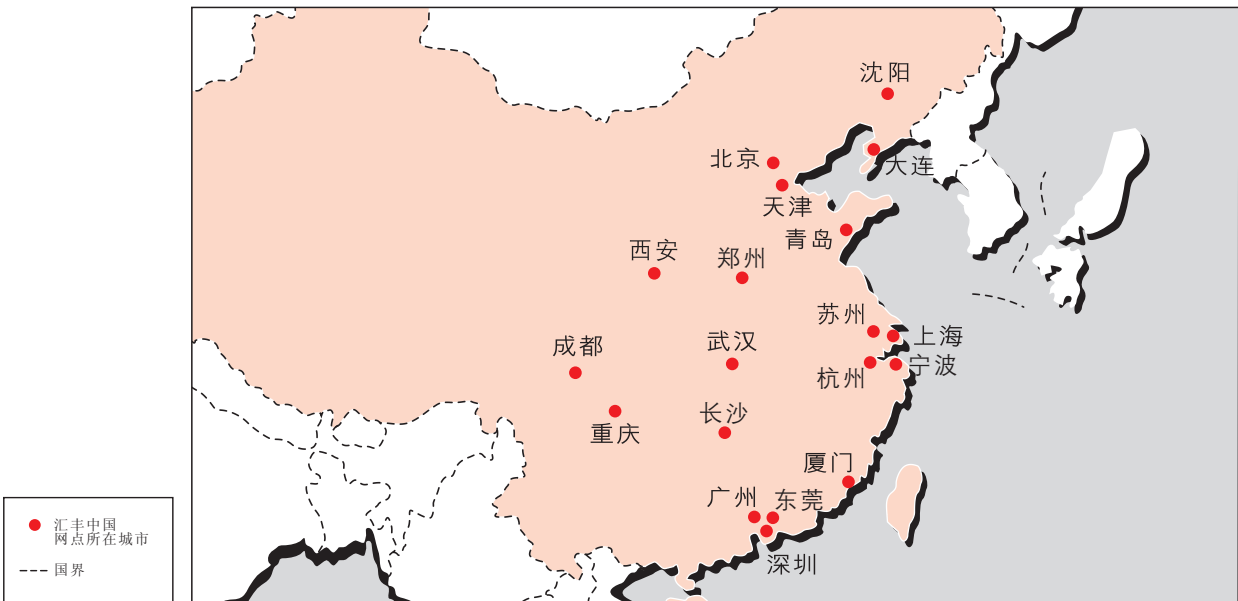 沈阳
北京
大连
天津
青岛
西安
郑州
苏州
上海
成都
武汉
宁波
杭州
长沙
重庆
厦门
广州
东莞
深圳
汇丰中国
网点所在城市
国界